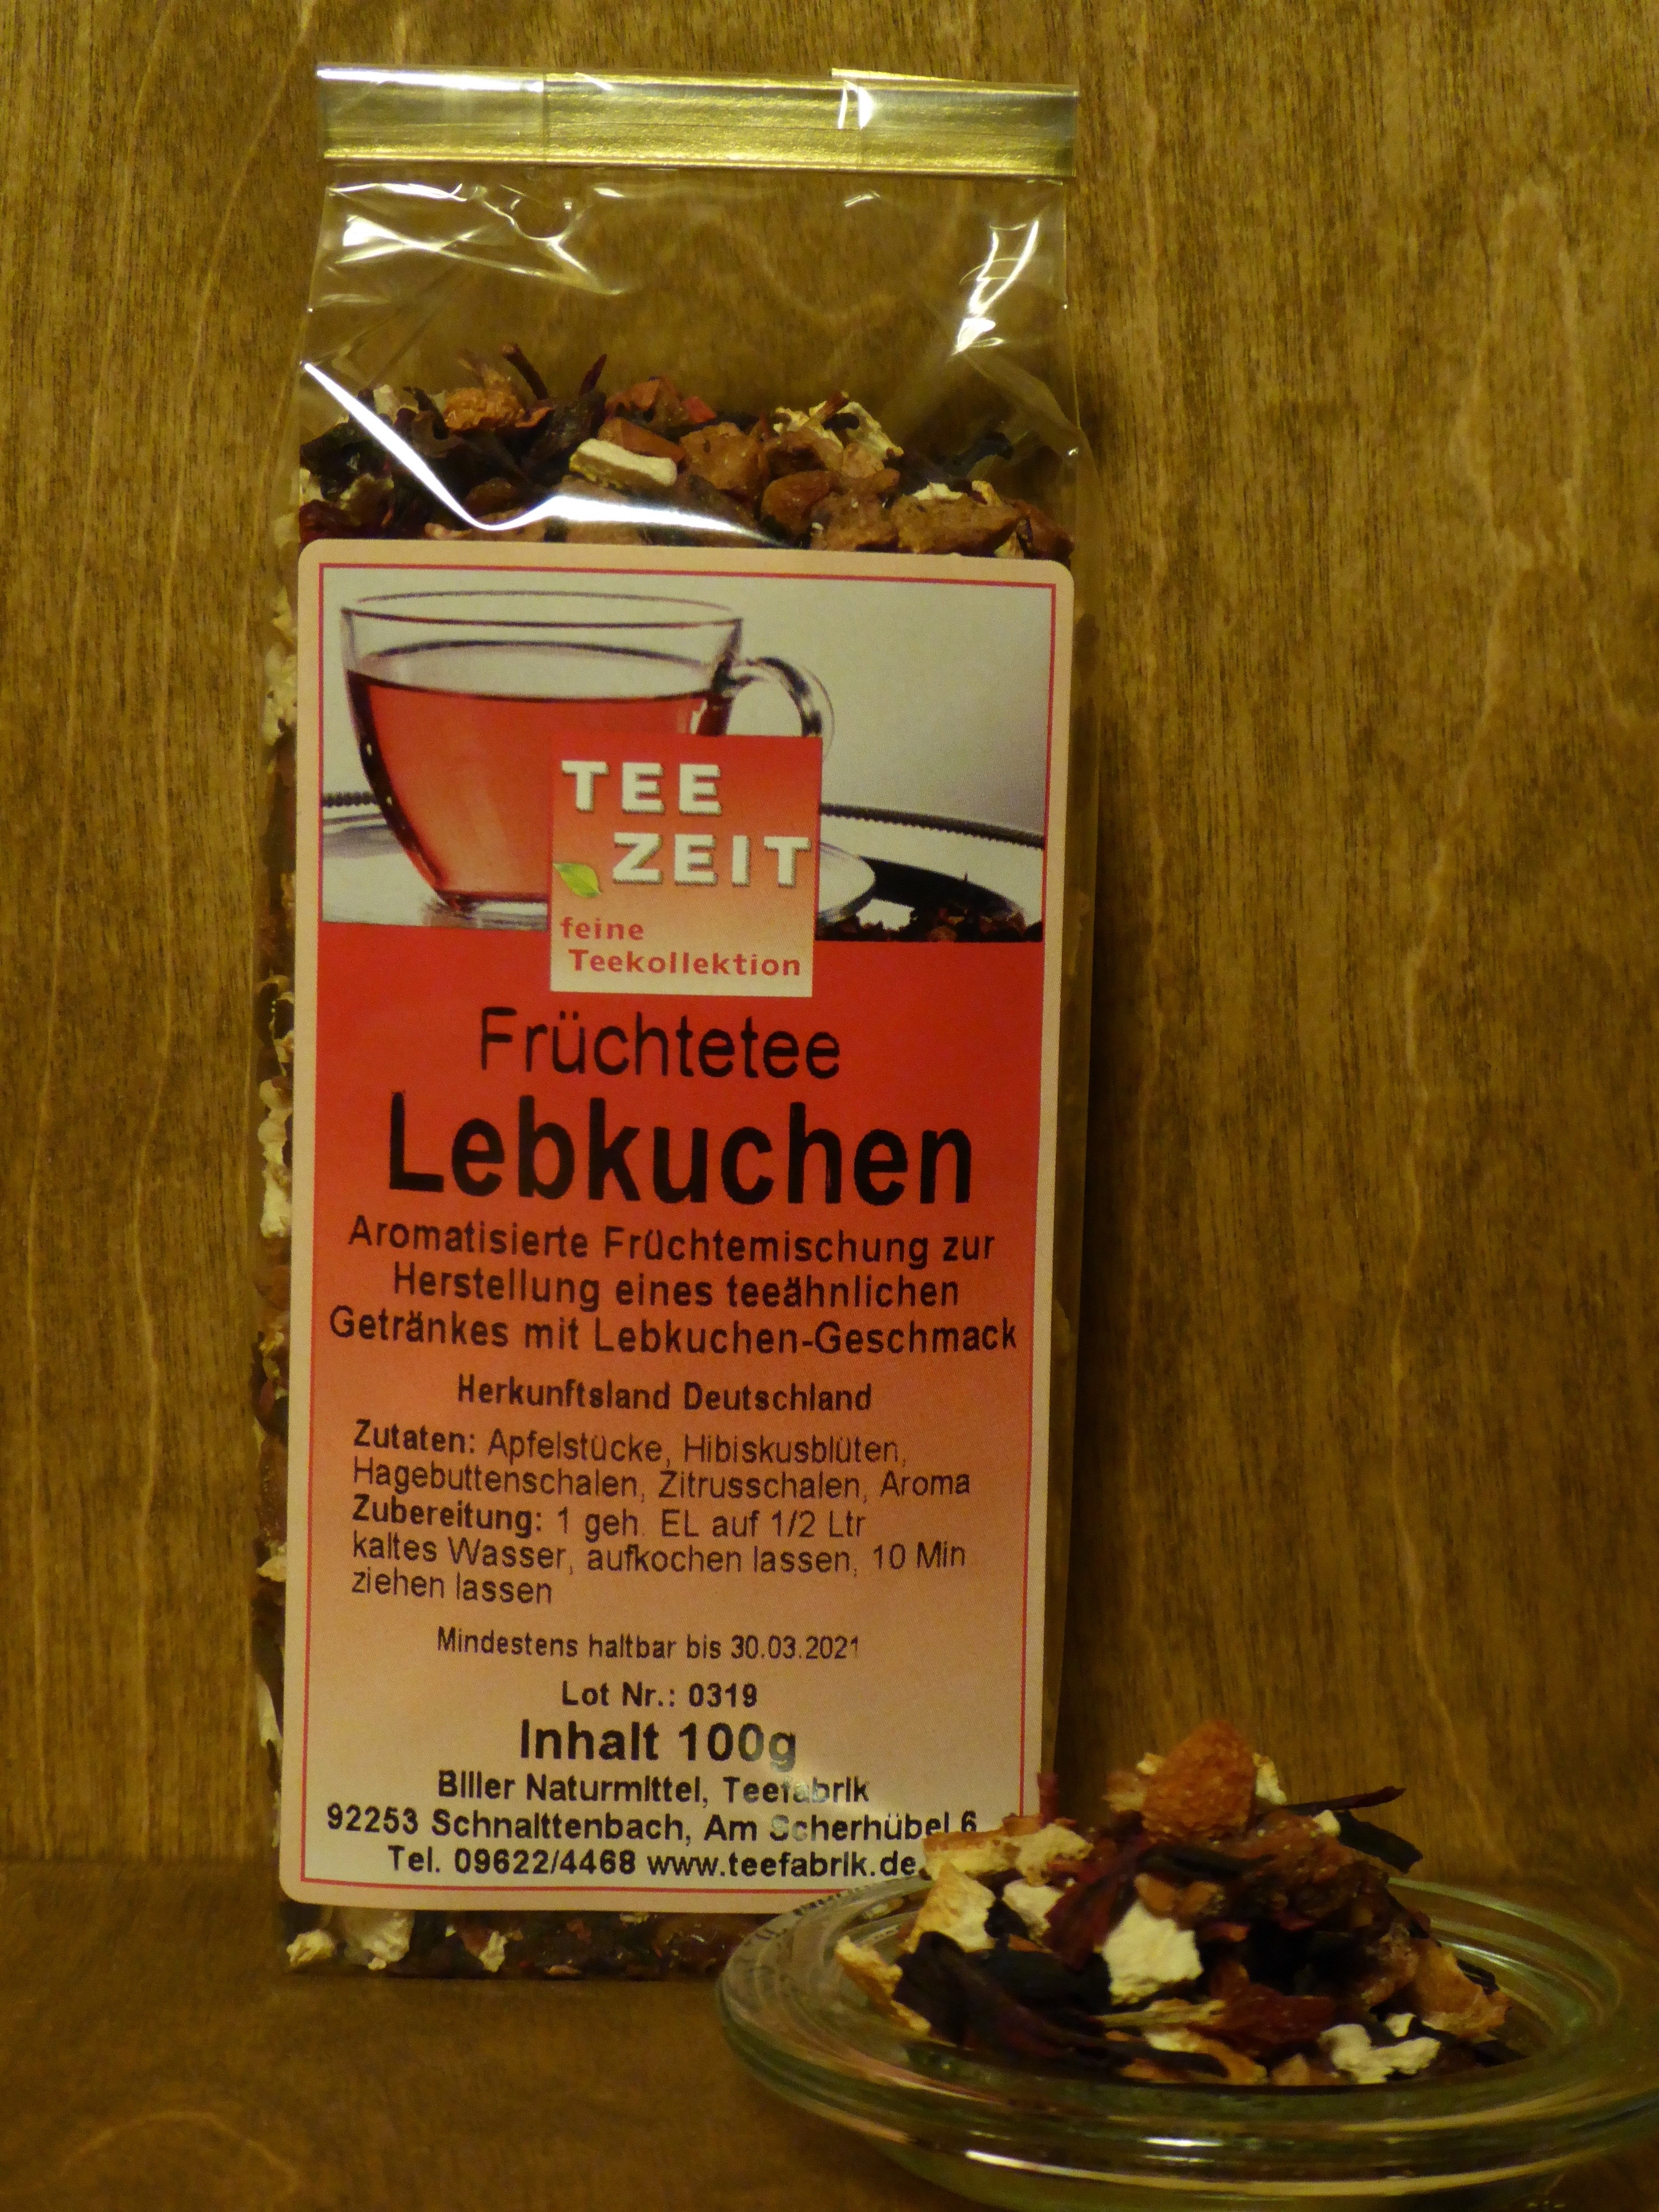 TEE
ZEIT
feine
Teekollektion
Früchtetee
Lebkuchen
Aromatisierte Früchtemischung zur
Herstellung eines teeähnlichen
Getränkes mit Lebkuchen-Geschmack
Herkunftsland Deutschland
Zutaten: Apfelstücke, Hibiskusblüten,
Hagebuttenschalen, Zitrusschalen, Aroma
Zubereitung: 1 geh. EL auf 1/2 Ltr
kaltes Wasser, aufkochen lassen, 10 Min
ziehen lassen
Mindestens haltbar bis 30.03.2021
Lot Nr.: 0319
Inhalt 100g
Biller Naturmittel, Teefabrik
92253 Schnaittenbach, Am Scherhübel 6
Tel. 09622/4468 www.teefabrik.de